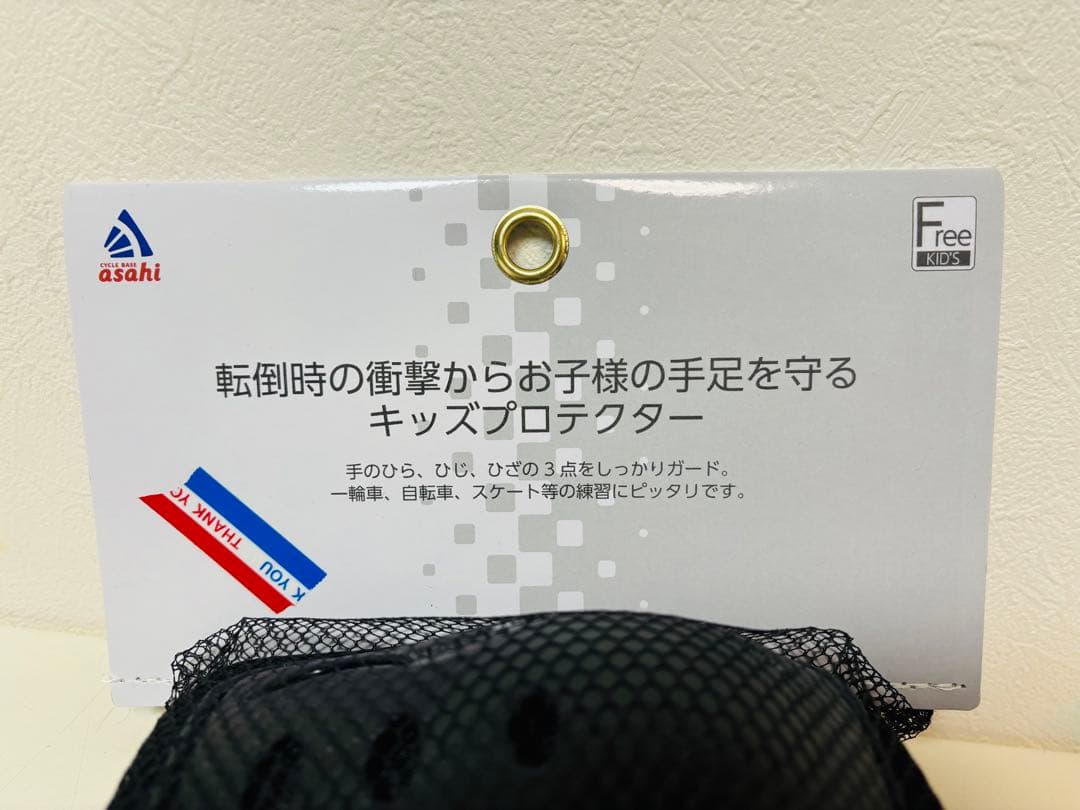 CYCLE BASE
asahi
Free
KID'S
転倒時の衝撃からお子様の手足を守る
キッズプロテクター
手のひら、ひじ、ひざの3点をしっかりガード。
一輪車、自転車、スケート等の練習にピッタリです。
THANK YO
K YOU